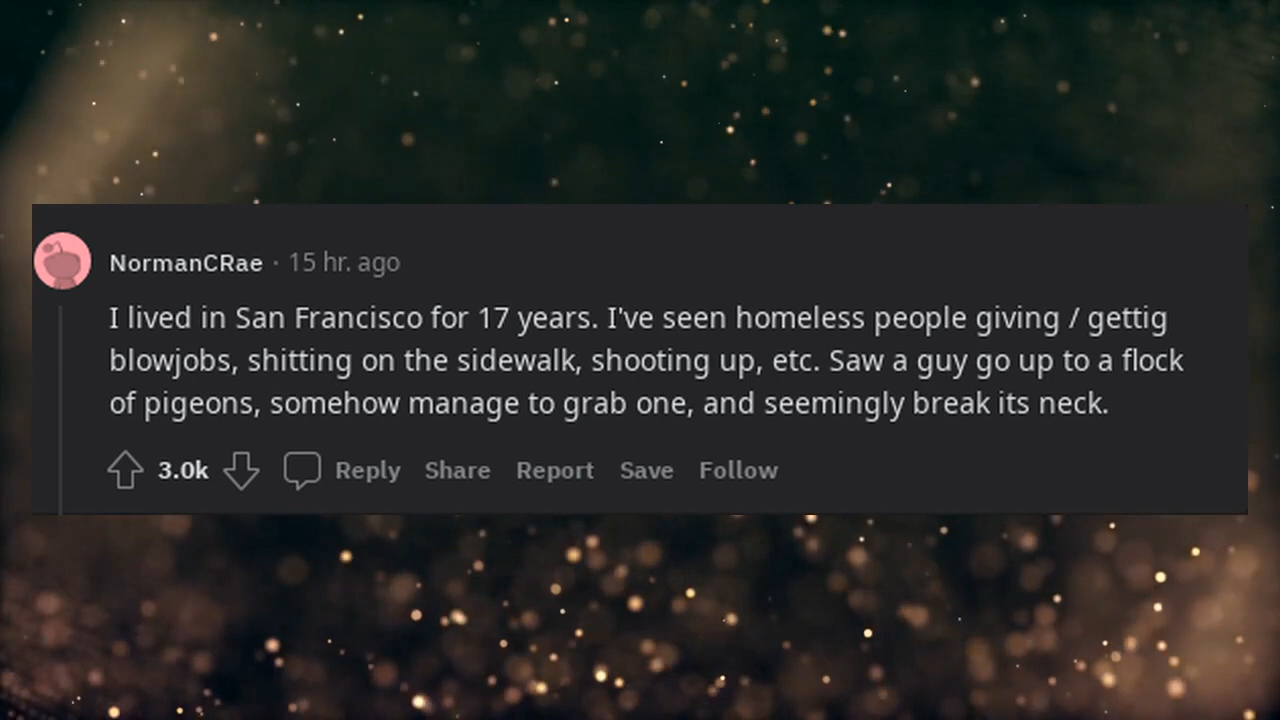 NormanCRae · 15 hr. ago
I lived in San Francisco for 17 years. I've seen homeless people giving / gettig
blowjobs, shitting on the sidewalk, shooting up, etc. Saw a guy go up to a flock
of pigeons, somehow manage to grab one, and seemingly break its neck.
3.0k Reply Share Report Save Follow